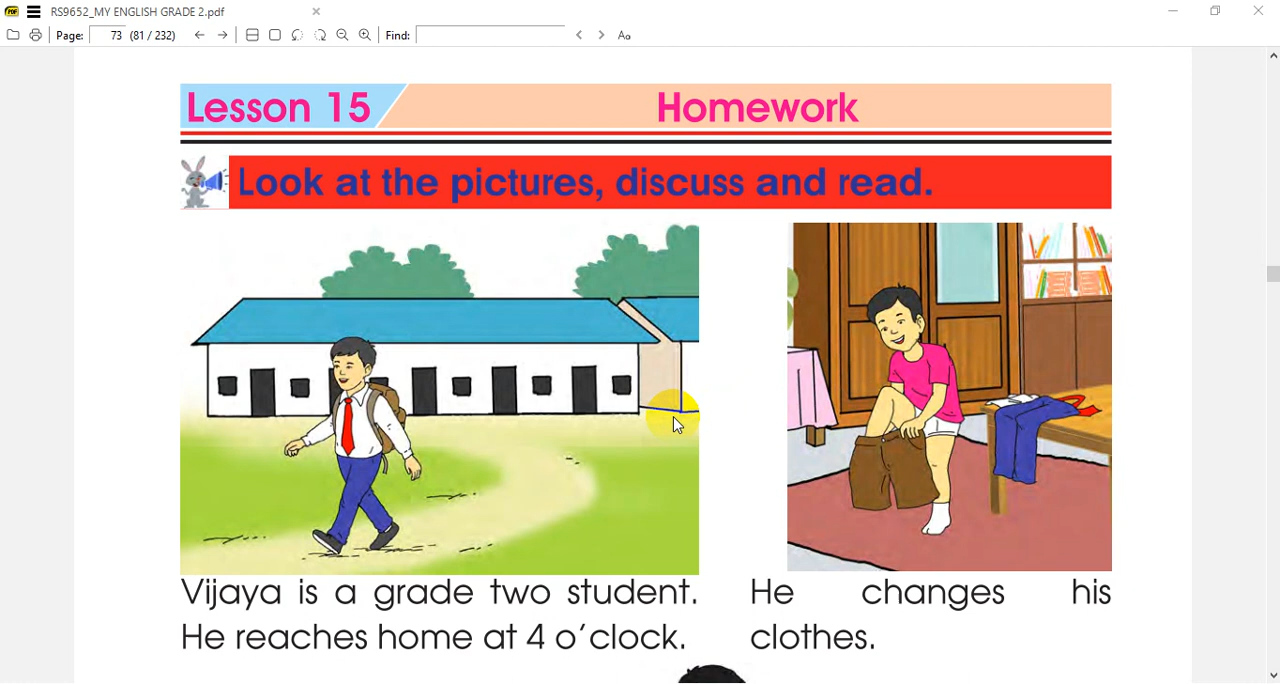 RS9652_MY ENGLISH GRADE 2.pdf
Page: 73 (81 / 232) Find: Aa
Lesson 15 Homework
Look at the pictures, discuss and read.
Vijaya is a grade two student.
He reaches home at 4 o'clock.
He changes his
clothes.